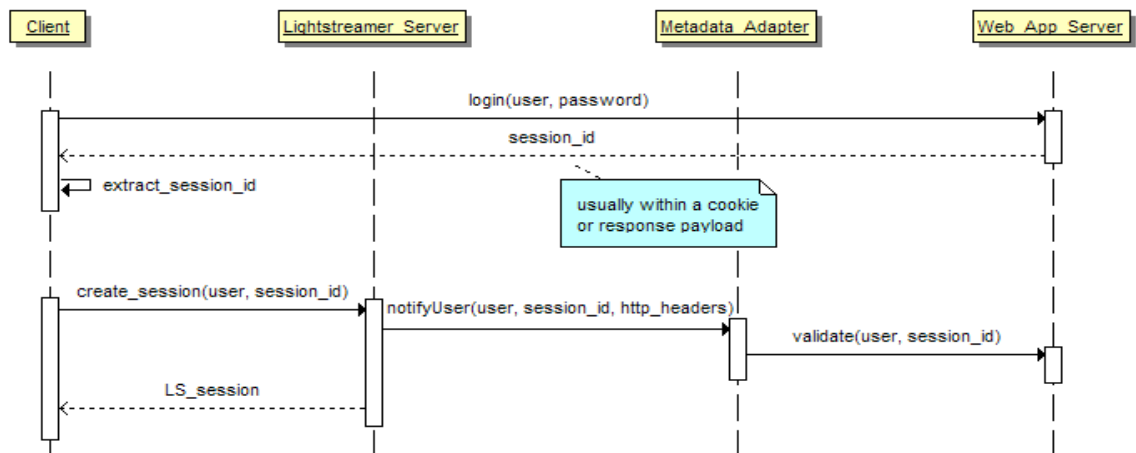 Client
Lightstreamer_Server
Metadata_Adapter
Web_App_Server
login(user, password)
session_id
extract_session_id
usually within a cookie
or response payload
create_session(user, session_id)
notifyUser(user, session_id, http_headers)
validate(user, session_id)
LS_session